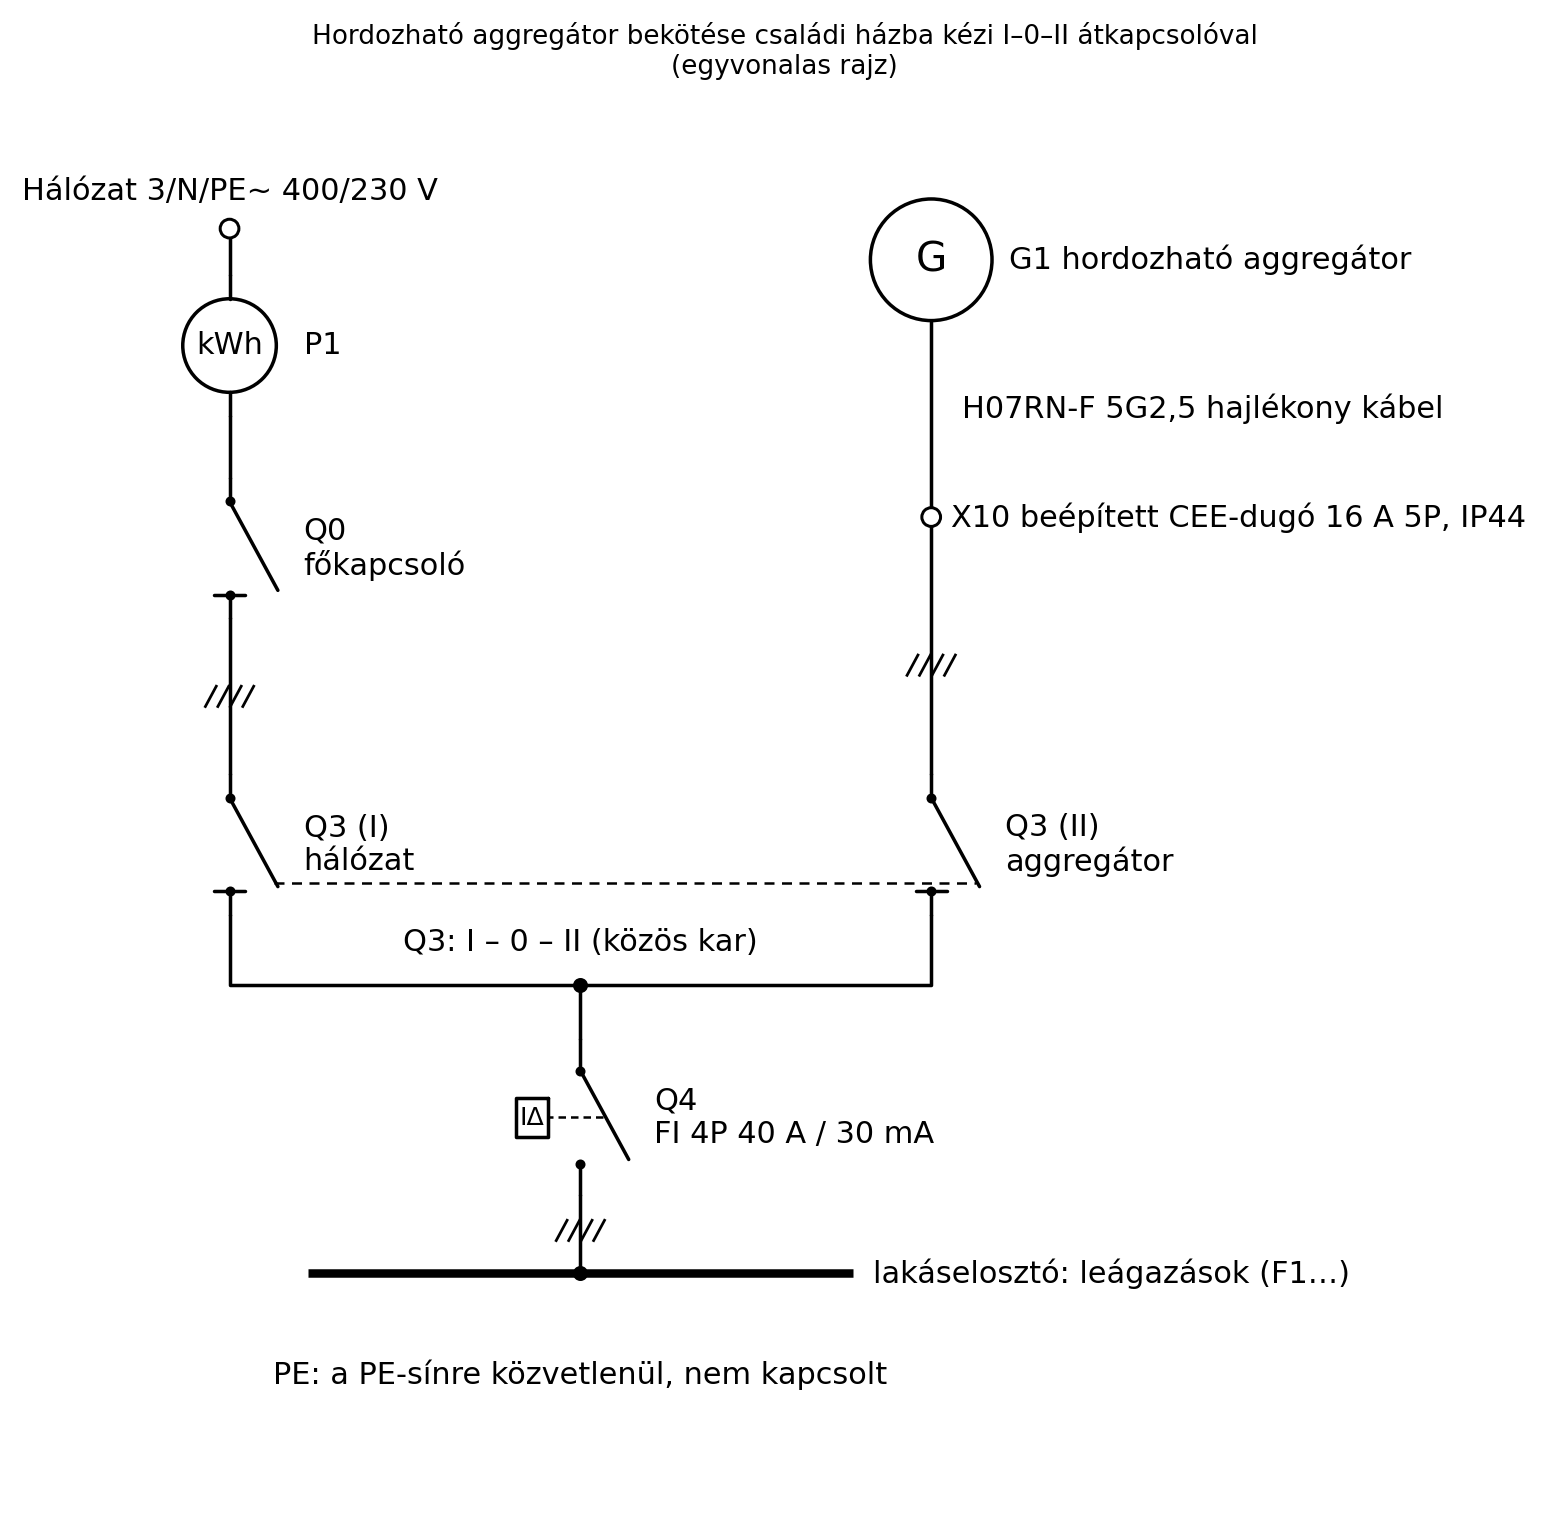 Hordozható aggregátor bekötése családi házba kézi I–0–II átkapcsolóval
(egyvonalas rajz)
Hálózat 3/N/PE~ 400/230 V
G
G1 hordozható aggregátor
kWh
P1
H07RN-F 5G2,5 hajlékony kábel
X10 beépített CEE-dugó 16 A 5P, IP44
Q0
főkapcsoló
Q3 (I)
hálózat
Q3 (II)
aggregátor
Q3: I – 0 – II (közös kar)
IΔ
Q4
FI 4P 40 A / 30 mA
lakáselosztó: leágazások (F1...)
PE: a PE-sínre közvetlenül, nem kapcsolt